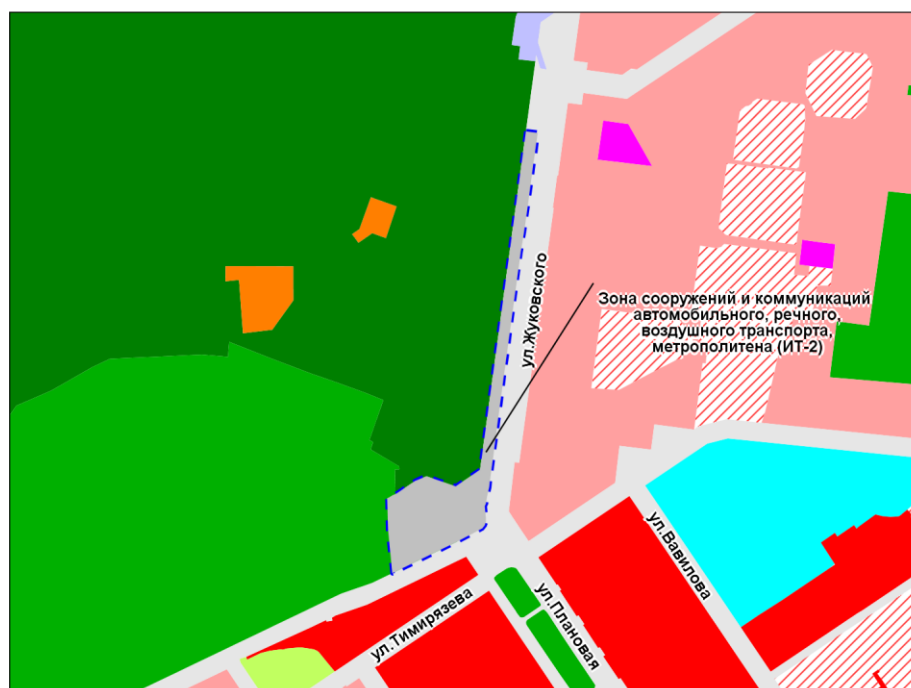 ул.Жуковского
Зона сооружений и коммуникаций
автомобильного, речного,
воздушного транспорта,
метрополитена (ИТ-2)
ул.Вавилова
ул.Плановая
ул.Тимирязева